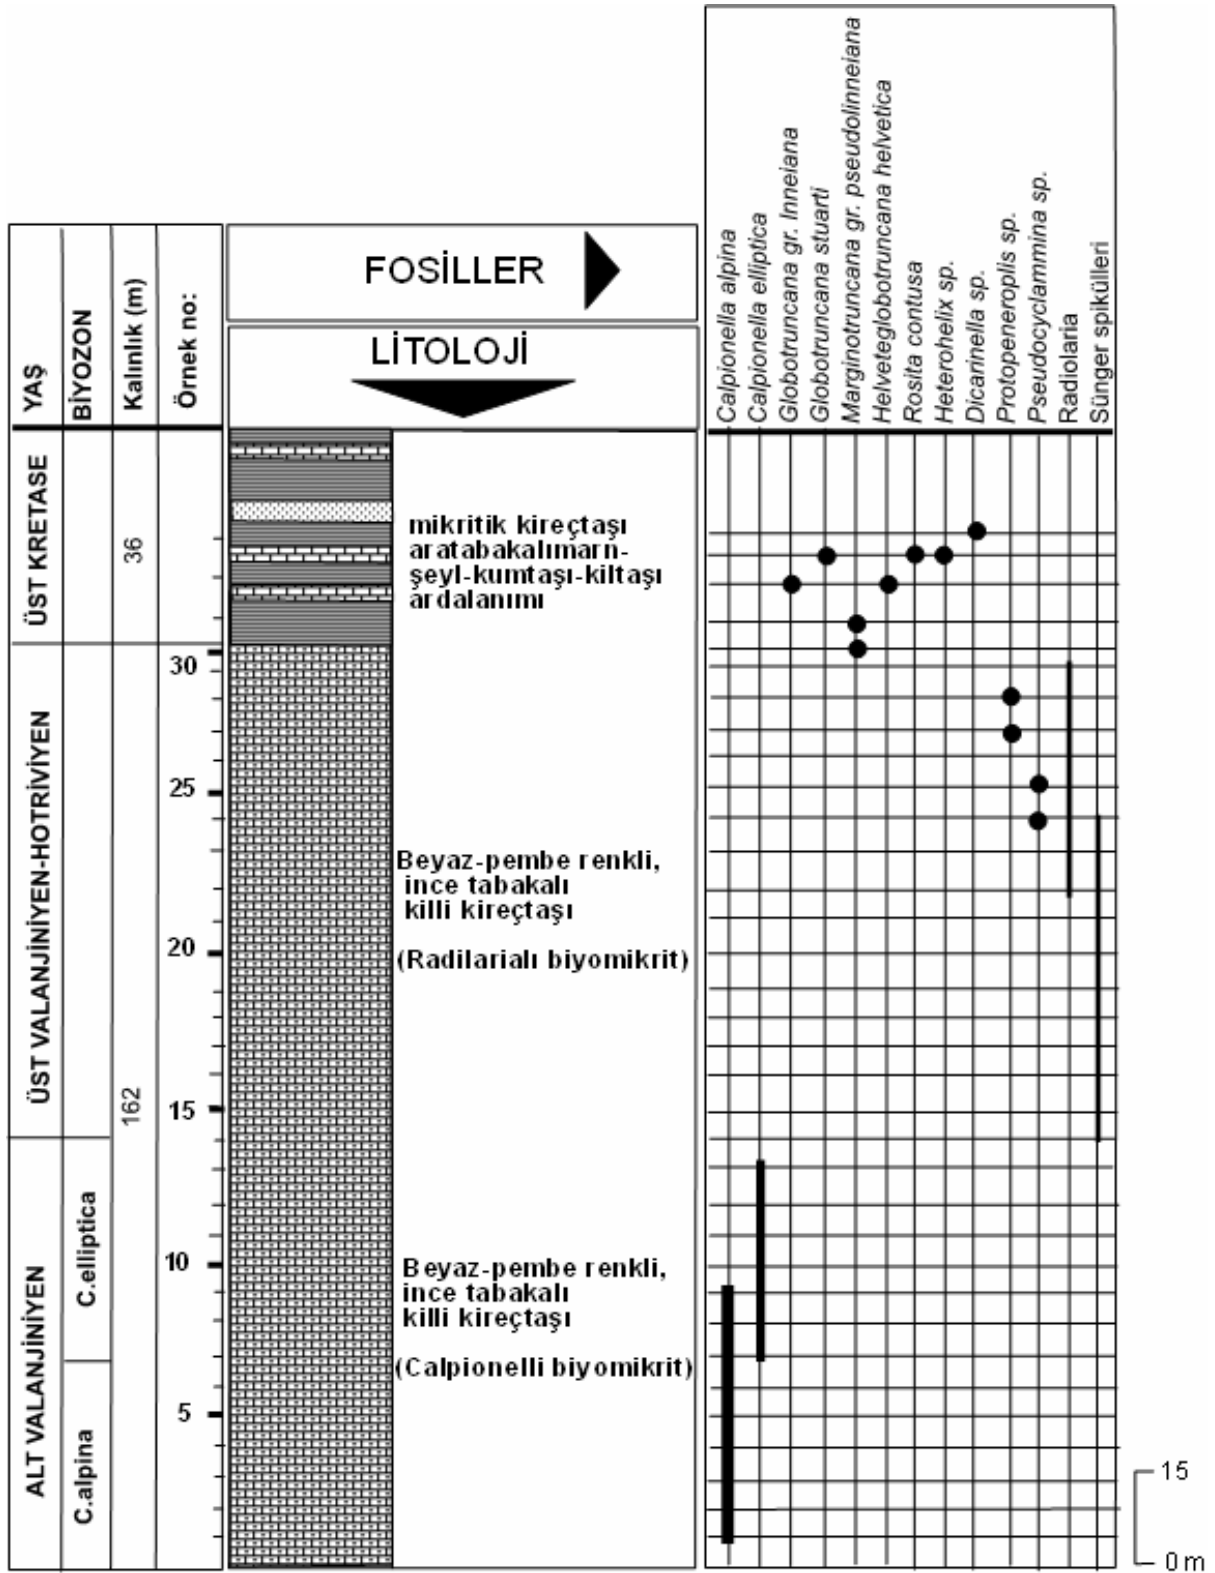 Calpionella alpina
Calpionella elliptica
Globotruncana gr. lnneiana
Globotruncana stuarti
Marginotruncana gr. pseudolinneiana
Helveteglobotruncana helvetica
Rosita contusa
Heterohelix sp.
Dicarinella sp.
Protopeneroplis sp.
Pseudocyclammina sp.
Radiolaria
Sünger spikülleri
YAŞ
BİYOZON
Kalınlık (m)
Örnek no:
FOSİLLER
LİTOLOJİ
ÜST KRETASE
36
mikritik kireçtaşı
aratabakalımarn-
şeyl-kumtaşı-kiltaşı
ardalanımı
30
ÜST VALANJİNİYEN-HOTRİVİYEN
25
Beyaz-pembe renkli,
ince tabakalı
killi kireçtaşı
20
(Radilarialı biyomikrit)
162
15
ALT VALANJİNİYEN
C.elliptica
10
Beyaz-pembe renkli,
ince tabakalı
killi kireçtaşı
(Calpionelli biyomikrit)
5
C.alpina
15
0 m